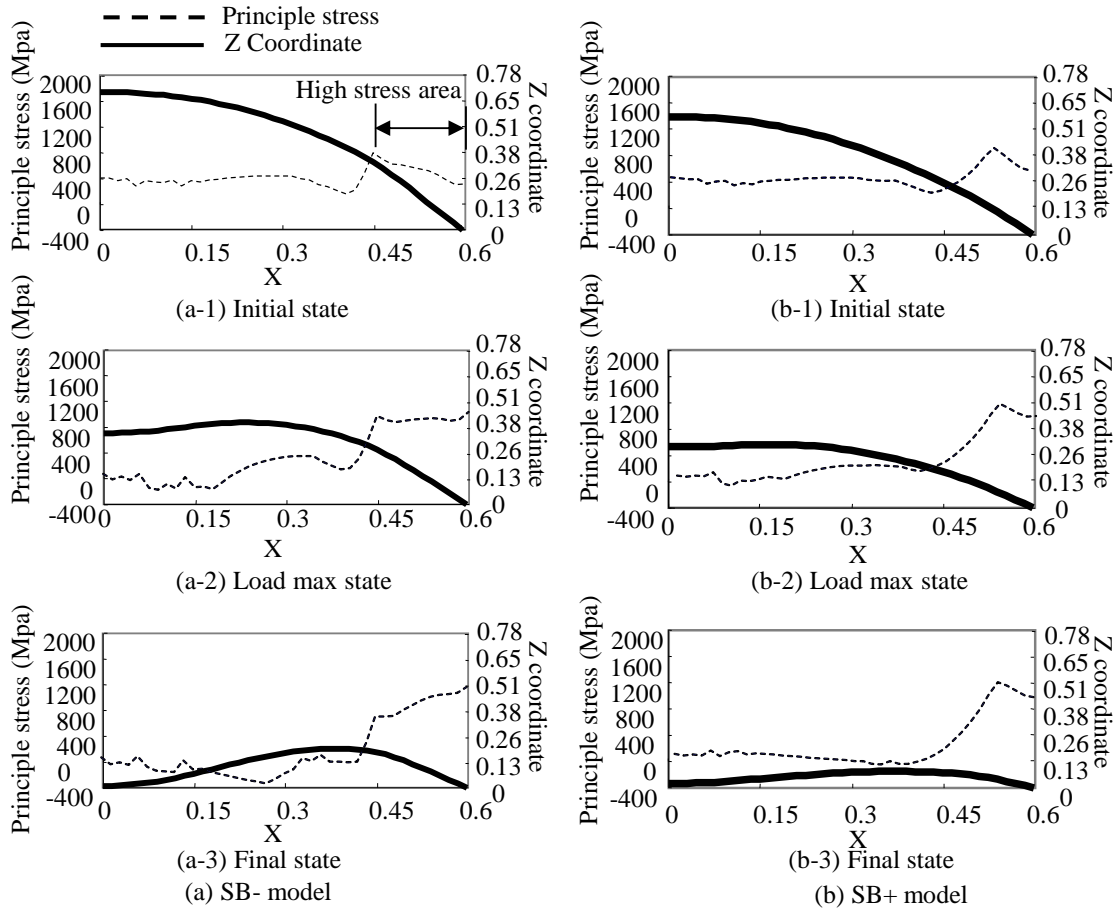 Principle stress
Z Coordinate
Principle stress (Mpa)
2000
1600
1200
800
400
0
-400
High stress area
0.78
0.65
0.51
0.38
0.26
0.13
0
Z coordinate
0 0.15 0.3 0.45 0.6
X
(a-1) Initial state
Principle stress (Mpa)
2000
1600
1200
800
400
0
-400
0.78
0.65
0.51
0.38
0.26
0.13
0
Z coordinate
0 0.15 0.3 0.45 0.6
X
(b-1) Initial state
Principle stress (Mpa)
2000
1600
1200
800
400
0
-400
0.78
0.65
0.51
0.38
0.26
0.13
0
Z coordinate
0 0.15 0.3 0.45 0.6
X
(a-2) Load max state
Principle stress (Mpa)
2000
1600
1200
800
400
0
-400
0.78
0.65
0.51
0.38
0.26
0.13
0
Z coordinate
0 0.15 0.3 0.45 0.6
X
(b-2) Load max state
Principle stress (Mpa)
2000
1600
1200
800
400
0
-400
0.78
0.65
0.51
0.38
0.26
0.13
0
Z coordinate
0 0.15 0.3 0.45 0.6
X
(a-3) Final state
(a) SB- model
Principle stress (Mpa)
2000
1600
1200
800
400
0
-400
0.78
0.65
0.51
0.38
0.26
0.13
0
Z coordinate
0 0.15 0.3 0.45 0.6
X
(b-3) Final state
(b) SB+ model